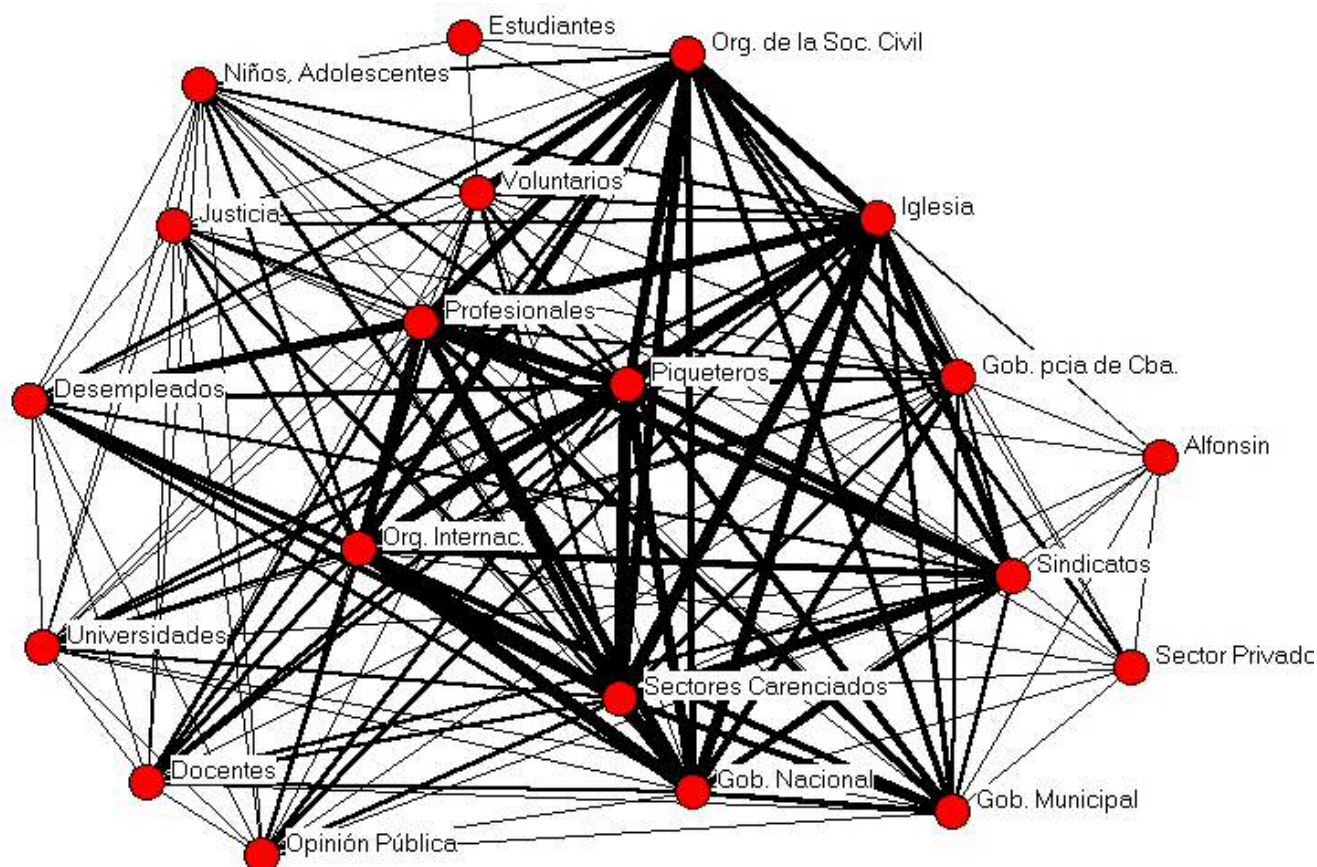 Estudiantes
Org. de la Soc. Civil
Niños, Adolescentes
Voluntarios
Justicia
Iglesia
Profesionales
Gob. pcia de Cba.
Piqueteros
Desempleados
Alfonsin
Org. Internac.
Sindicatos
Universidades
Sector Privado
Sectores Carenciados
Docentes
Gob. Nacional
Gob. Municipal
Opinión Pública